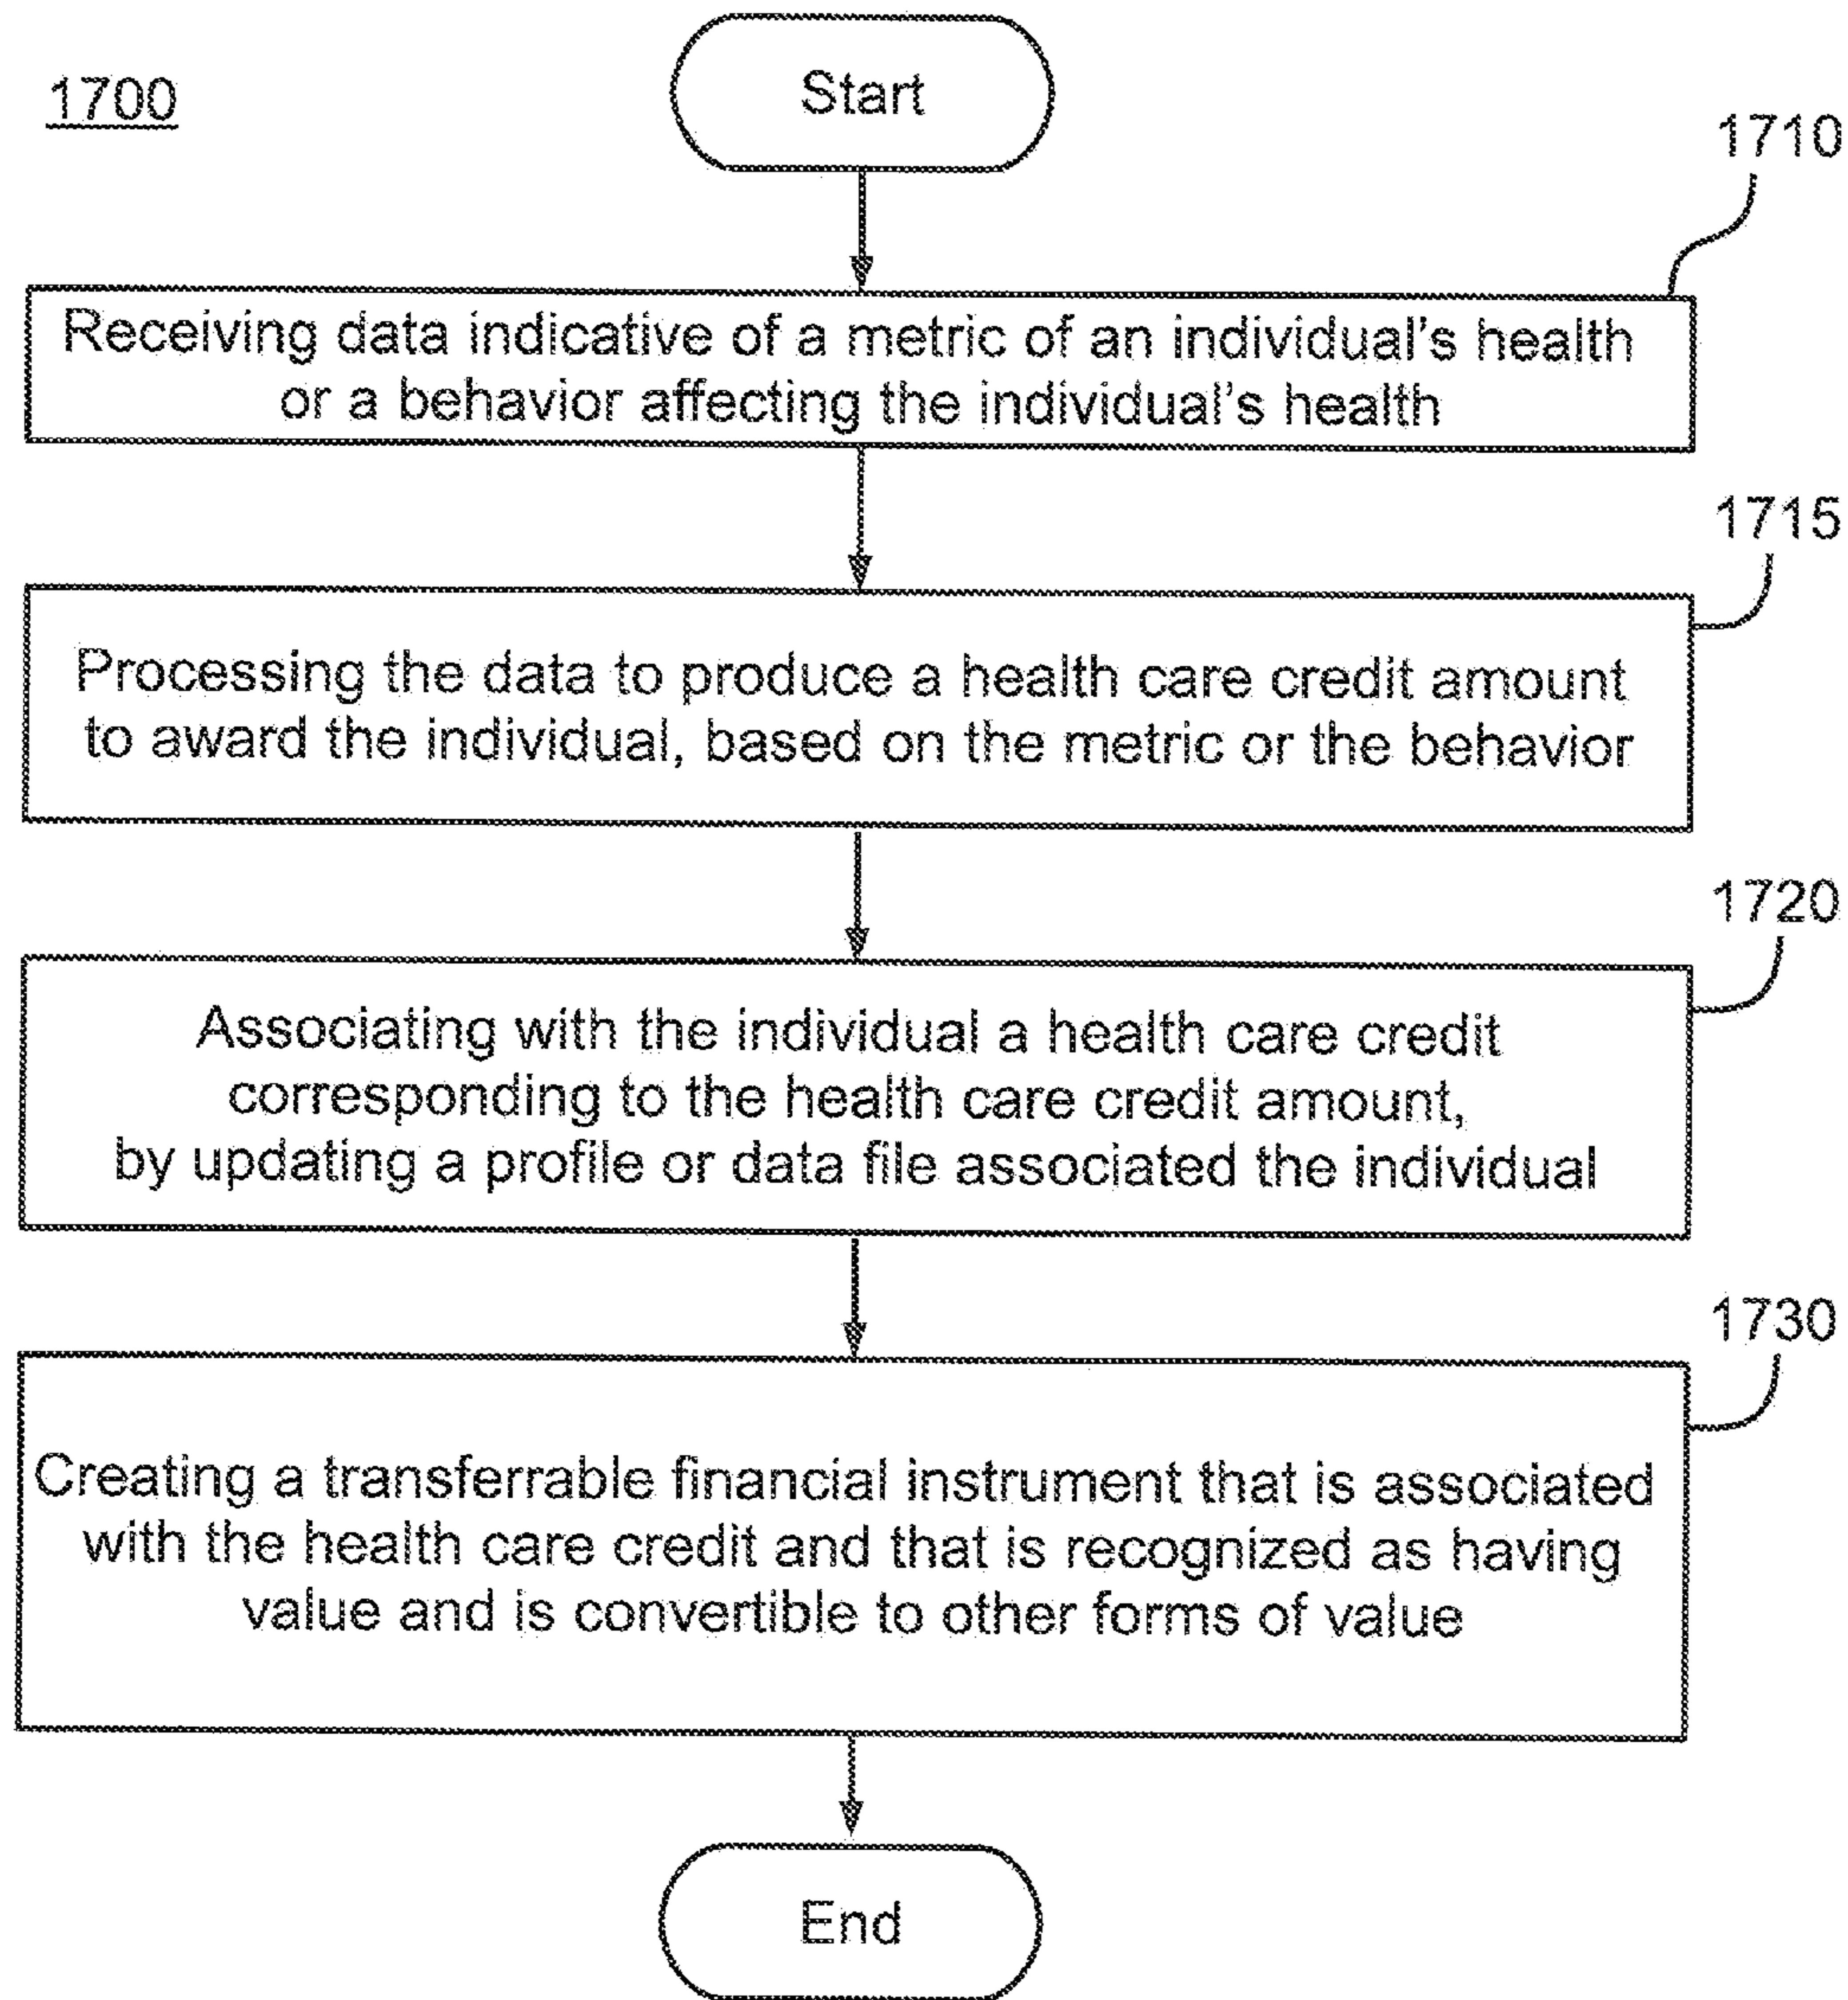 1700
Start
1710
Receiving data indicative of a metric of an individual's health
or a behavior affecting the individual's health
1715
Processing the data to produce a health care credit amount
to award the individual, based on the metric or the behavior
1720
Associating with the individual a health care credit
corresponding to the health care credit amount,
by updating a profile or data file associated the individual
1730
Creating a transferrable financial instrument that is associated
with the health care credit and that is recognized as having
value and is convertible to other forms of value
End